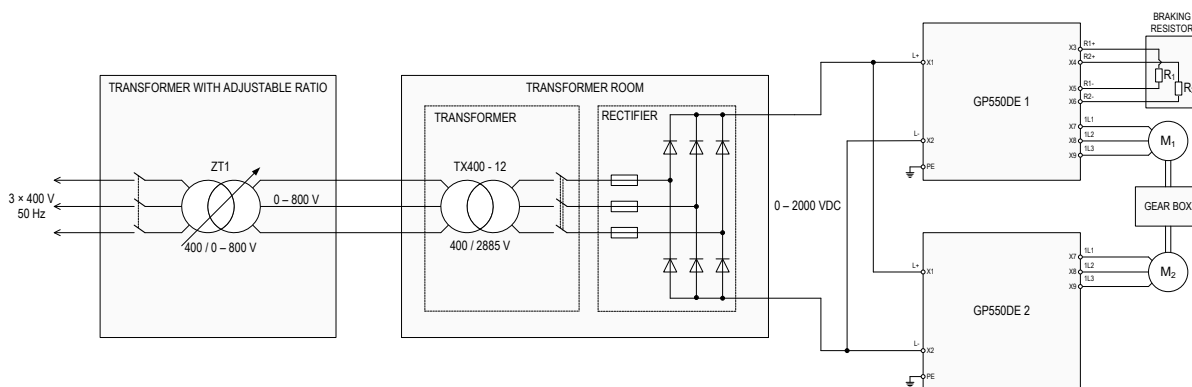 TRANSFORMER WITH ADJUSTABLE RATIO
ZT1
3 × 400 V
50 Hz
400 / 0 – 800 V
0 – 800 V
TRANSFORMER ROOM
TRANSFORMER
TX400 - 12
400 / 2885 V
RECTIFIER
0 – 2000 VDC
L+
X1
L-
X2
PE
GP550DE 1
X3
R1+
X4
R2+
X5
R1-
X6
R2-
X7
1L1
X8
1L2
X9
1L3
BRAKING
RESISTOR
R1
R
M1
GEAR BOX
M2
L+
X1
L-
X2
PE
GP550DE 2
X7
1L1
X8
1L2
X9
1L3